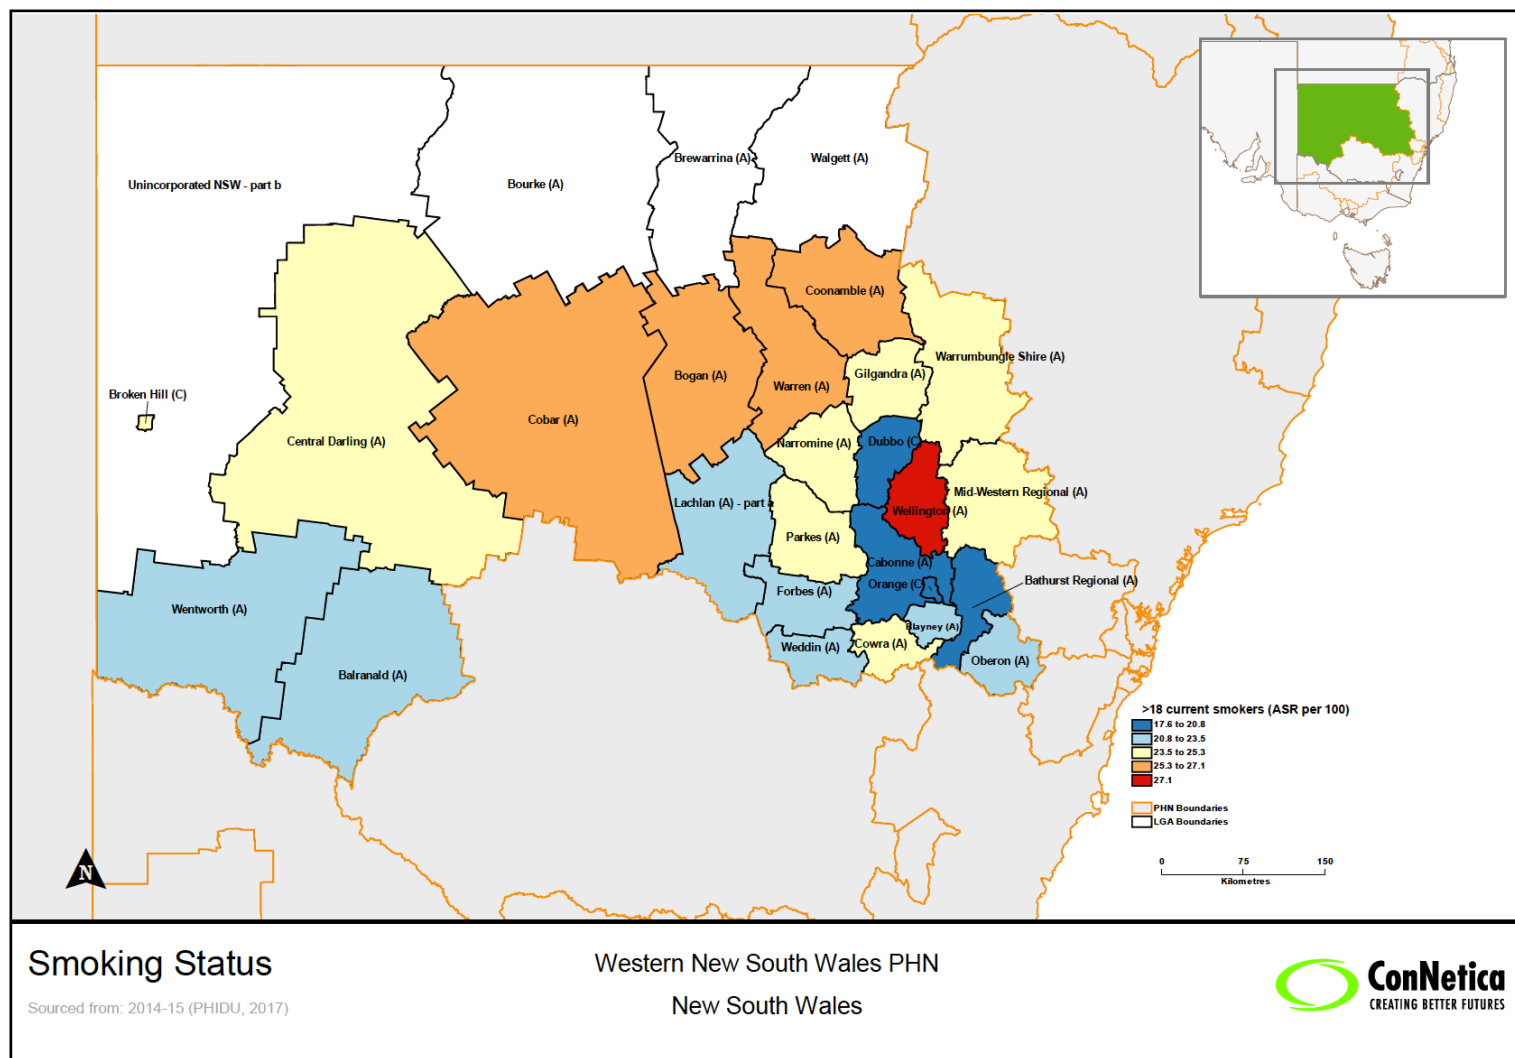 Unincorporated NSW - part b
Bourke (A)
Brewarrina (A)
Walgett (A)
Coonamble (A)
Warrumbungle Shire (A)
Gilgandra (A)
Bogan (A)
Warren (A)
Broken Hill (C)
Cobar (A)
Central Darling (A)
Narromine (A)
Dubbo (C)
Mid-Western Regional (A)
Lachlan (A) - part a
Wellington (A)
Parkes (A)
Cabonne (A)
Orange (C)
Bathurst Regional (A)
Forbes (A)
Wentworth (A)
Blayney (A)
Weddin (A)
Cowra (A)
Oberon (A)
Balranald (A)
>18 current smokers (ASR per 100)
17.6 to 20.8
20.8 to 23.5
23.5 to 25.3
25.3 to 27.1
27.1
PHN Boundaries
LGA Boundaries
0 75 150
Kilometres
N
Smoking Status
Sourced from: 2014-15 (PHIDU, 2017)
Western New South Wales PHN
New South Wales
ConNetica
CREATING BETTER FUTURES